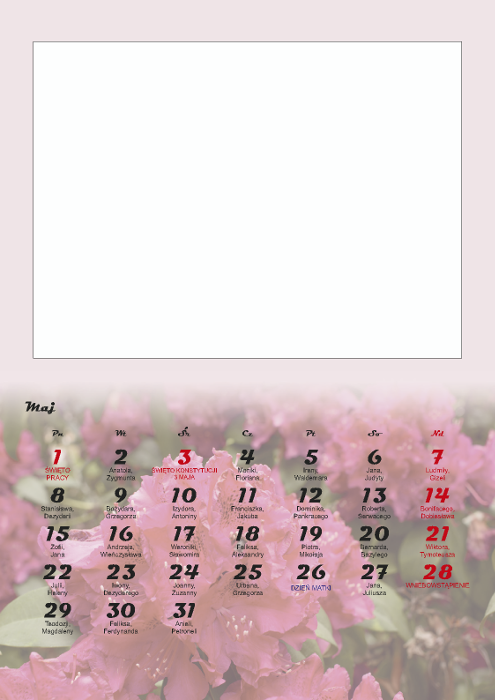 Maj
Pn Wt Śr Cz Pt So Nd
1 2 3 4 5 6 7
ŚWIĘTO PRACY Anatola, Zygmunta ŚWIĘTO KONSTYTUCJI 3 MAJA Moniki, Floriana Ireny, Waldemara Jana, Judyty Ludmiły, Gizeli
8 9 10 11 12 13 14
Stanisława, Dezyderii Bożydara, Grzegorza Izydora, Antoniny Franciszka, Jakuba Dominika, Pankracego Roberta, Serwacego Bonifacego, Dobiesława
15 16 17 18 19 20 21
Zofii, Jana Andrzeja, Wieńczysława Weroniki, Sławomira Feliksa, Aleksandry Piotra, Mikołaja Bernarda, Bazylego Wiktora, Tymoteusza
22 23 24 25 26 27 28
Julii, Heleny Iwony, Dezyderego Joanny, Zuzanny Urbana, Grzegorza DZIEŃ MATKI Jana, Juliusza WNIEBOWSTĄPIENIE
29 30 31
Teodozji, Magdaleny Feliksa, Ferdynanda Anieli, Petroneli